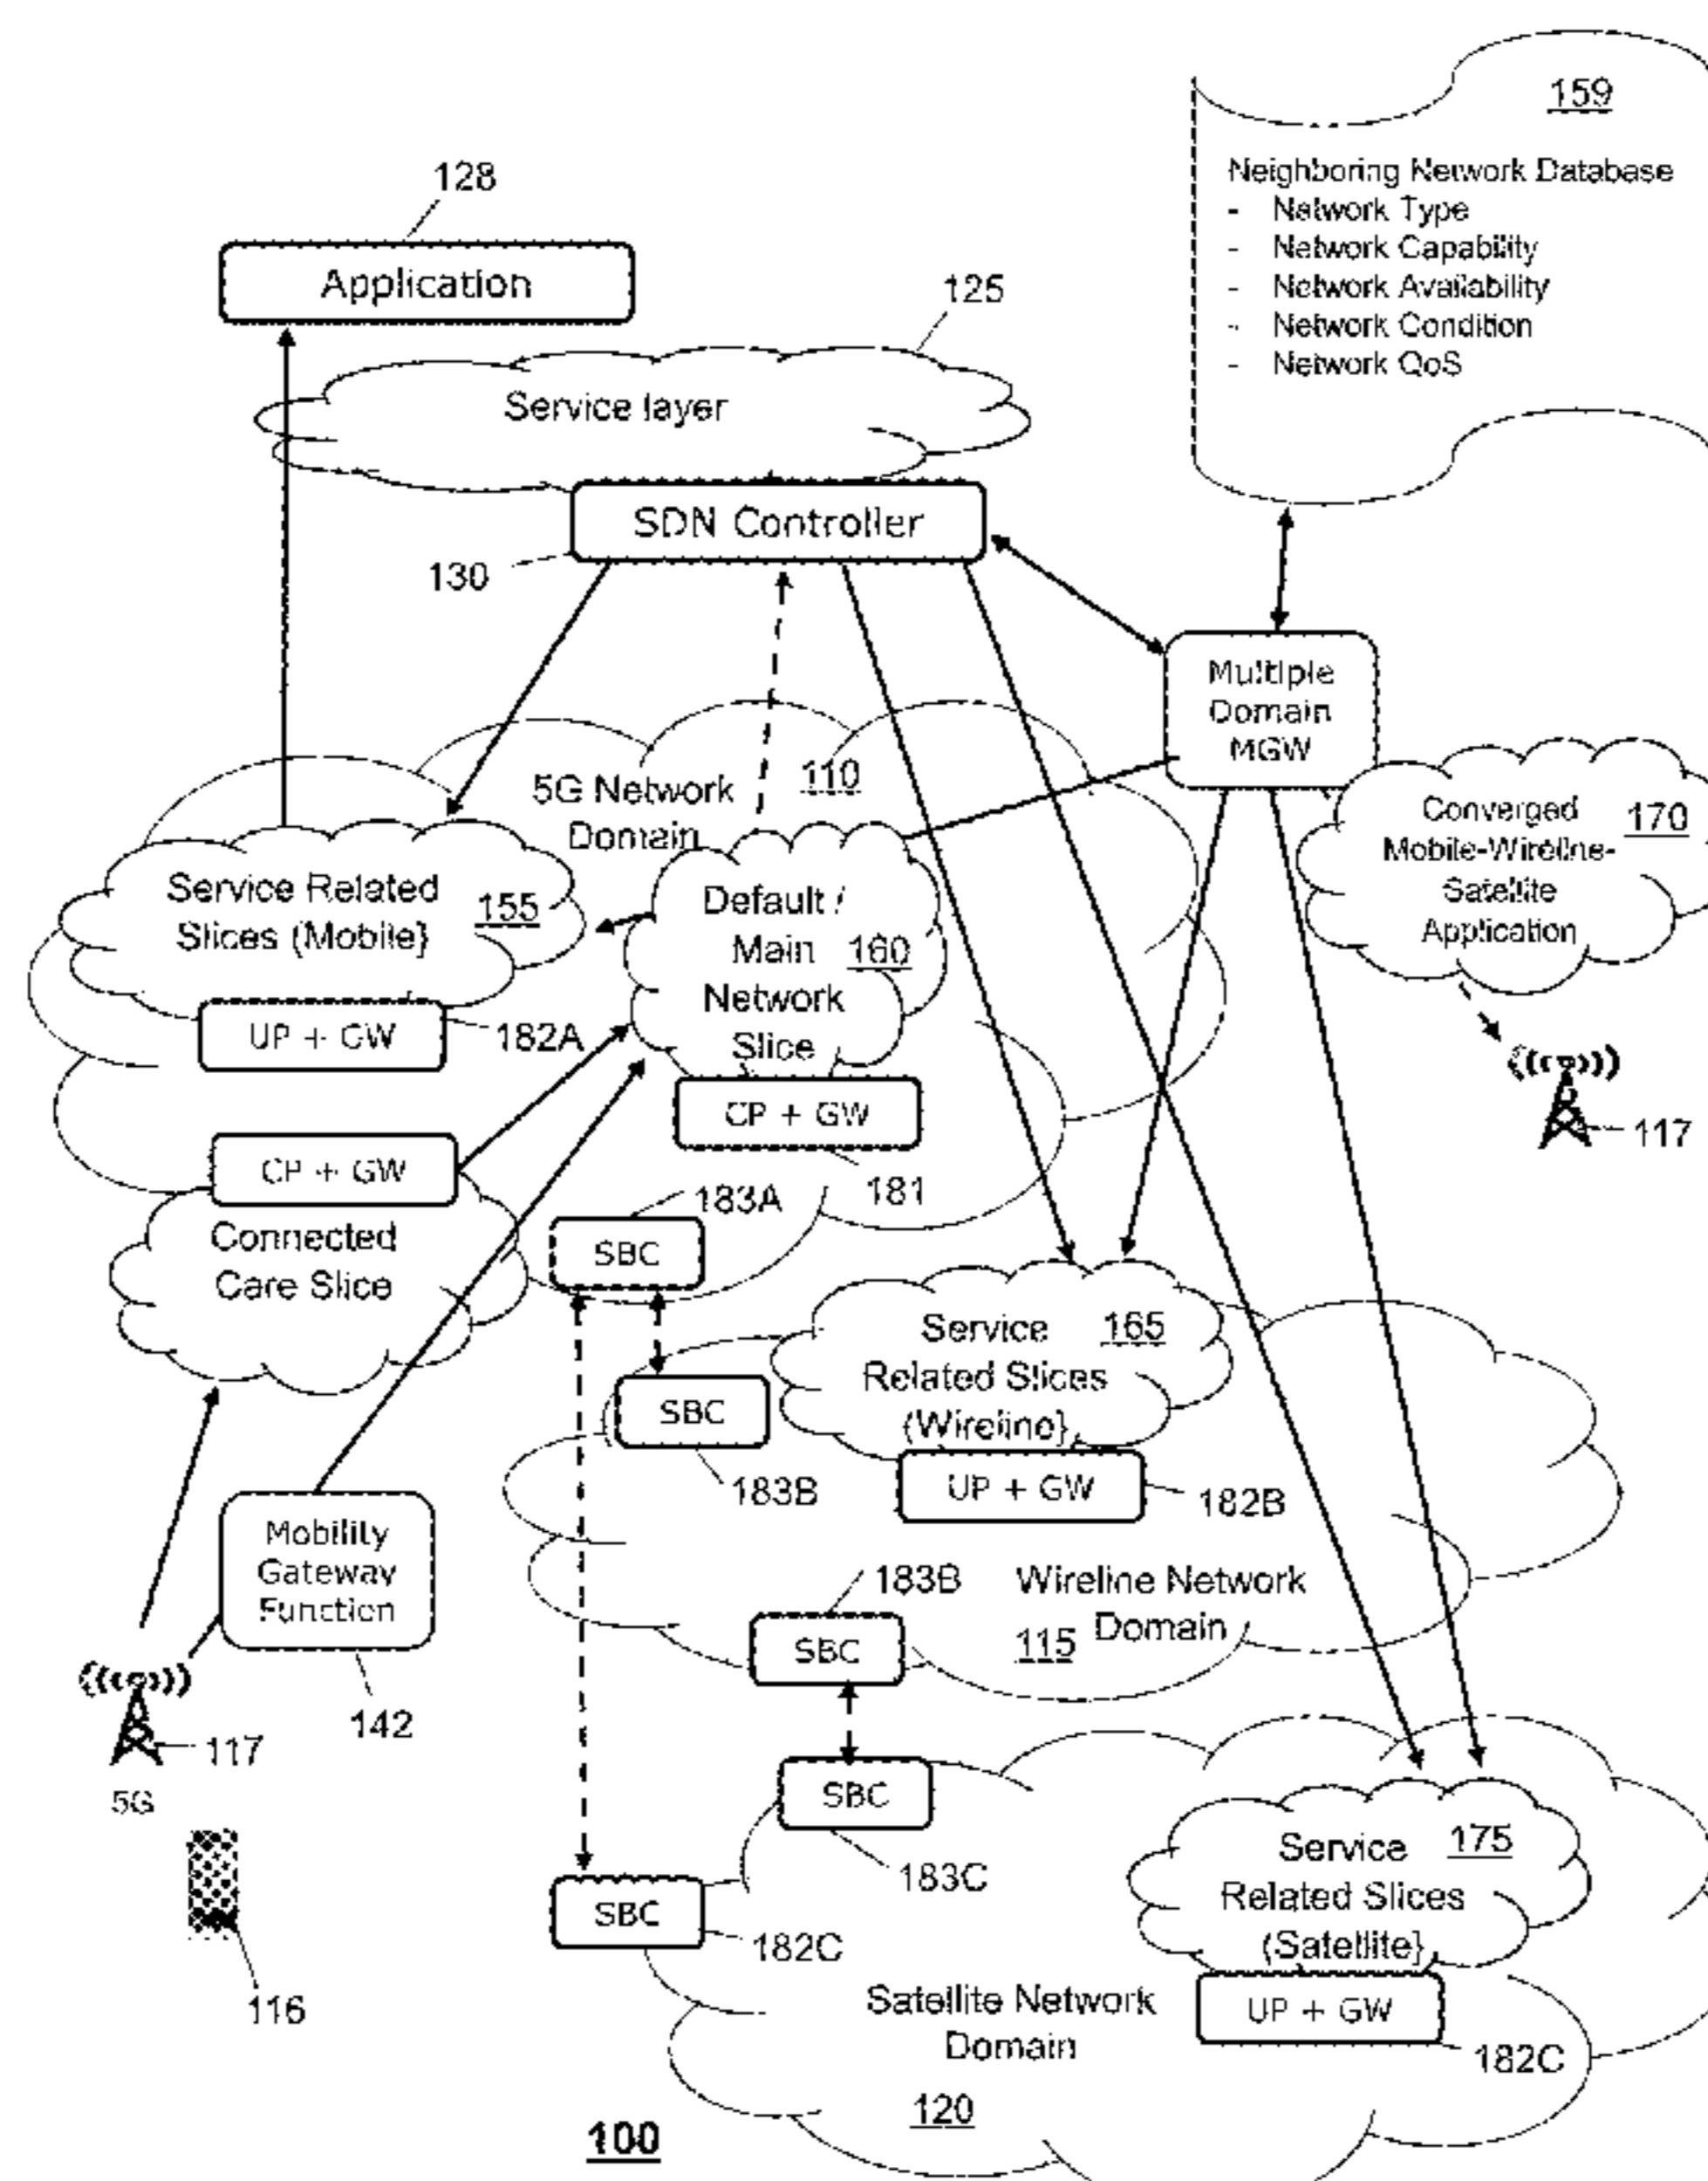 159
Neighboring Network Database
- Network Type
- Network Capability
- Network Availability
- Network Condition
- Network QoS
128
Application
125
Service layer
SDN Controller
130
Multiple
Domain
MGW
5G Network
Domain
110
Converged
Mobile-Wireline-
Satellite
Application
170
Service Related
Slices (Mobile}
155
Default /
Main
Network
Slice
160
UP + GW
182A
CP + GW
181
117
CP + GW
Connected
Care Slice
183A
SBC
Service
Related Slices
(Wireline}
165
SBC
183B
UP + GW
182B
Mobility
Gateway
Function
142
117
5G
116
183B
SBC
Wireline Network
Domain
115
SBC
183C
SBC
182C
Service
Related Slices
(Satellite}
175
UP + GW
182C
Satellite Network
Domain
120
100